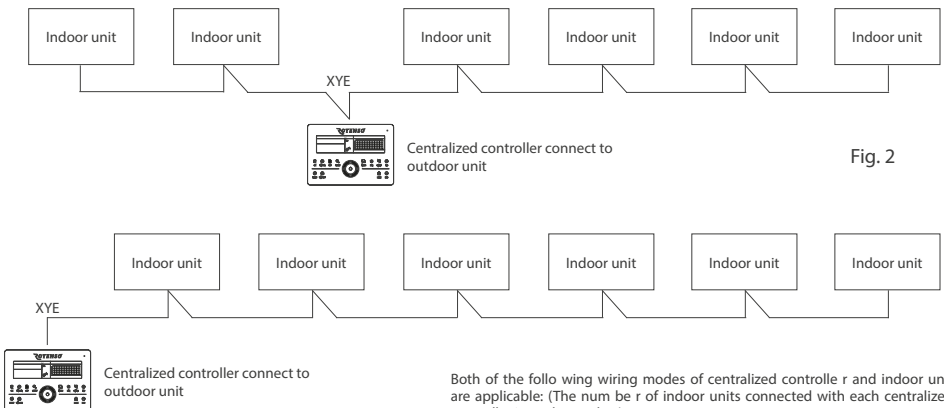 Indoor unit Indoor unit Indoor unit Indoor unit Indoor unit Indoor unit
XYE
ROTENSO
Centralized controller connect to
outdoor unit
Fig. 2
Indoor unit Indoor unit Indoor unit Indoor unit Indoor unit Indoor unit
XYE
ROTENSO
Centralized controller connect to
outdoor unit
Both of the follo wing wiring modes of centralized controlle r and indoor un
are applicable: (The num be r of indoor units connected with each centralize